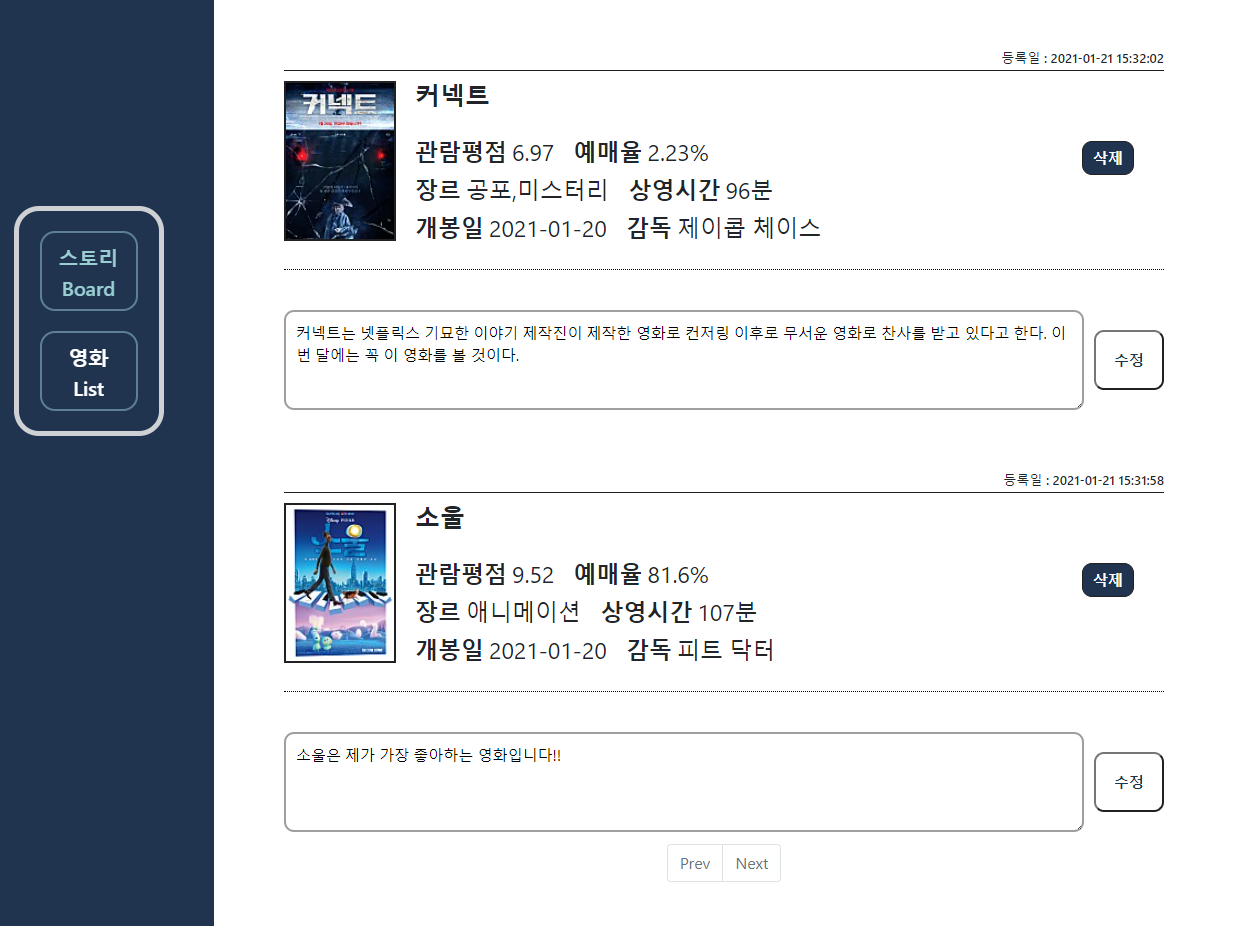 스토리
Board
영화
List
등록일 : 2021-01-21 15:32:02
커넥트
커넥트
관람평점 6.97 예매율 2.23%
장르 공포,미스터리 상영시간 96분
개봉일 2021-01-20 감독 제이콥 체이스
삭제
커넥트는 넷플릭스 기묘한 이야기 제작진이 제작한 영화로 컨저링 이후로 무서운 영화로 찬사를 받고 있다고 한다. 이
번 달에는 꼭 이 영화를 볼 것이다.
수정
등록일 : 2021-01-21 15:31:58
Disney PIXAR
소울
소울
관람평점 9.52 예매율 81.6%
장르 애니메이션 상영시간 107분
개봉일 2021-01-20 감독 피트 닥터
삭제
소울은 제가 가장 좋아하는 영화입니다!!
수정
Prev
Next